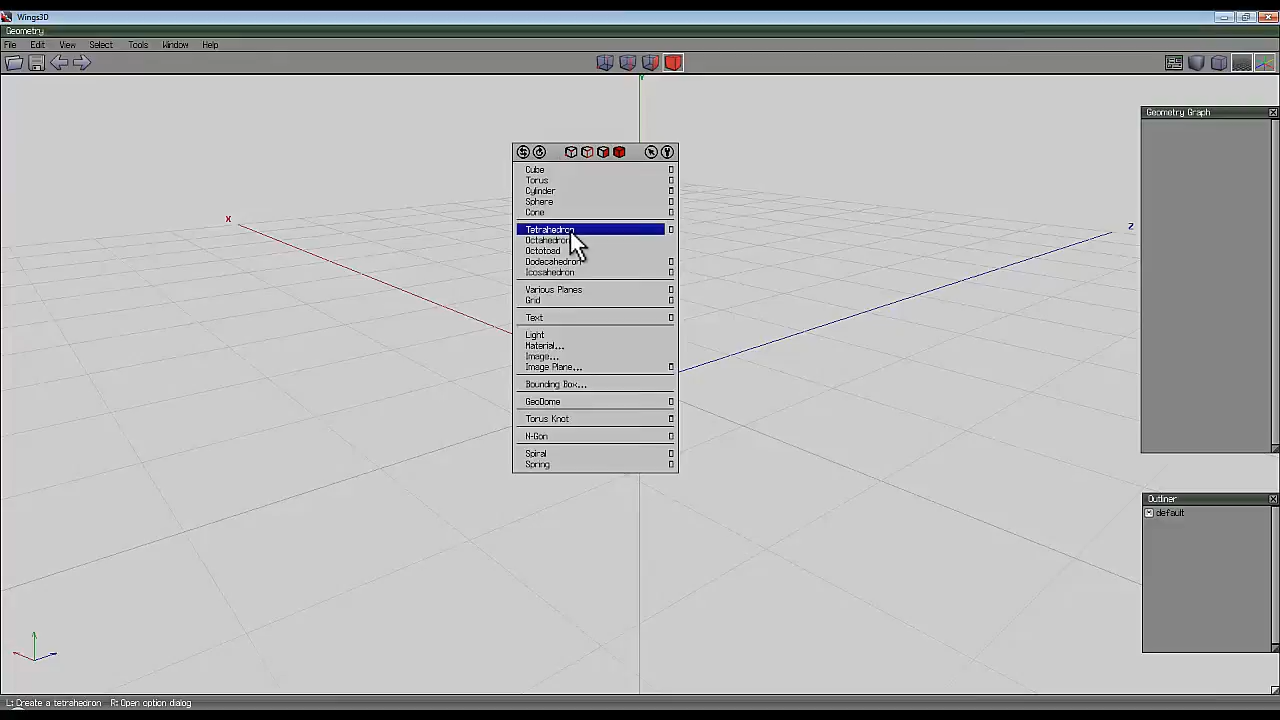 Wings3D
Geometry
File Edit View Select Tools Window Help
Y
X
Z
Cube
Torus
Cylinder
Sphere
Cone
Tetrahedron
Octahedron
Octotoad
Dodecahedron
Icosahedron
Various Planes
Grid
Text
Light
Material...
Image...
Image Plane...
Bounding Box...
GeoDome
Torus Knot
N-Gon
Spiral
Spring
Geometry Graph
Outliner
default
L: Create a tetrahedron R: Open option dialog